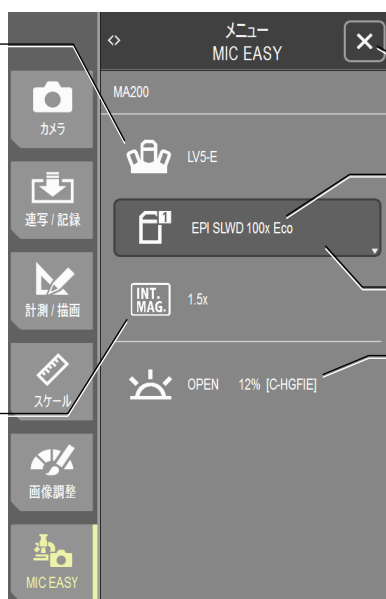 メニュー
MIC EASY
MA200
カメラ
LV5-E
連写 / 記録
1
EPI SLWD 100x Eco
計測 / 描画
INT.
MAG.
1.5x
スケール
OPEN 12% [C-HGFIE]
画像調整
MIC EASY